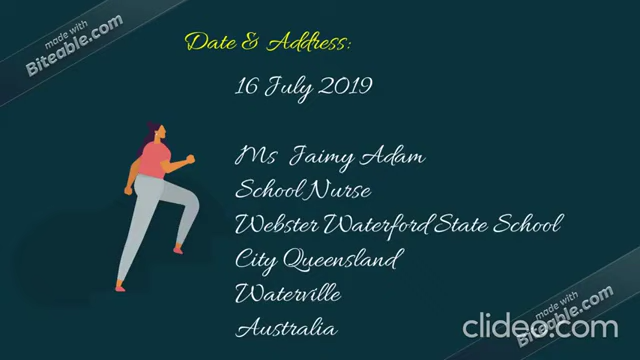 made with
Biteable.com
Date & Address:
16 July 2019
Ms Jaimy Adam
School Nurse
Webster Waterford State School
City Queensland
Waterville
Australia
made with
Biteable.com
clideo.com